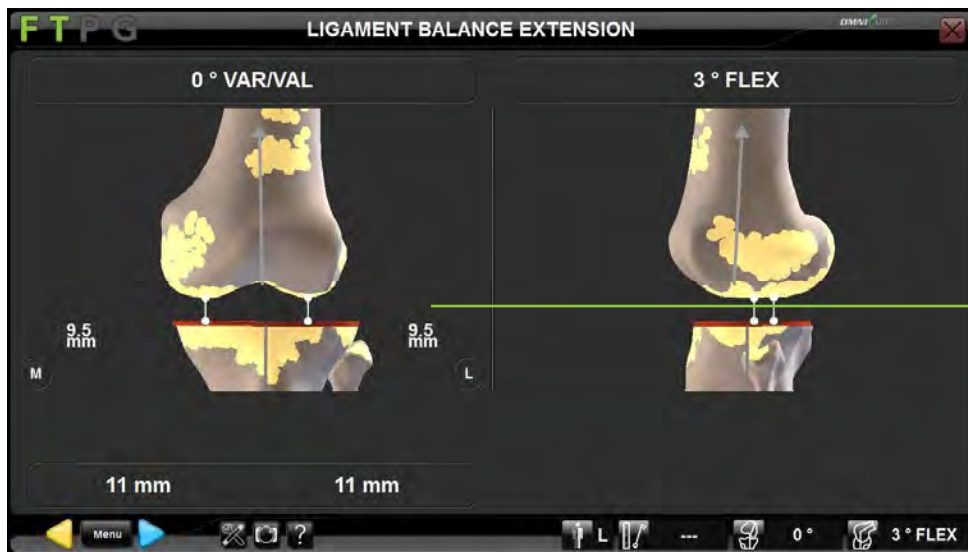 FTPG
LIGAMENT BALANCE EXTENSION
0 ° VAR/VAL
3 ° FLEX
9.5
mm
9.5
mm
M
L
11 mm
11 mm
Menu
?
L
---
0 °
3 ° FLEX